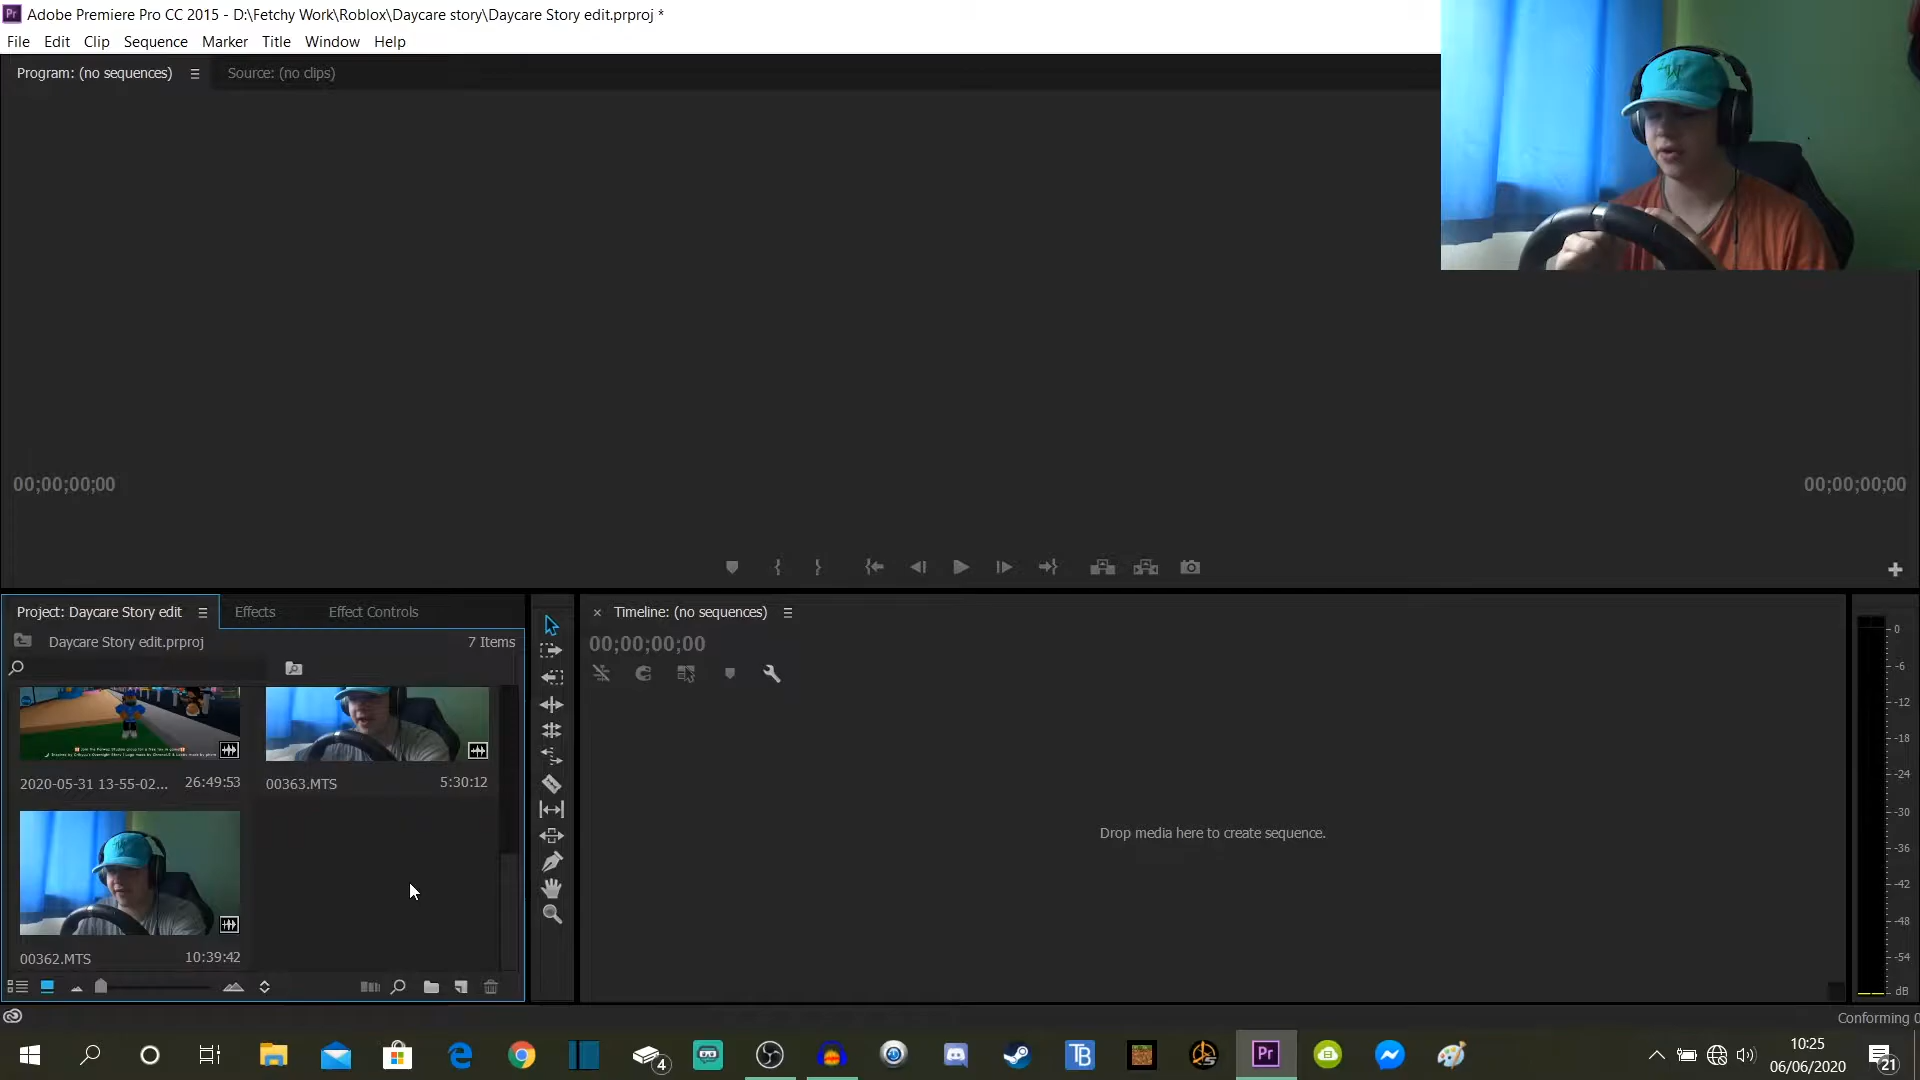 Adobe Premiere Pro CC 2015 - D:\Fetchy Work\Roblox\Daycare story\Daycare Story edit.prproj *
File Edit Clip Sequence Marker Title Window Help
Program: (no sequences) Source: (no clips)
00;00;00;00 00;00;00;00
Project: Daycare Story edit Effects Effect Controls
Daycare Story edit.prproj 7 Items
2020-05-31 13-55-02... 26:49:53
00363.MTS 5:30:12
00362.MTS 10:39:42
× Timeline: (no sequences)
00;00;00;00
Drop media here to create sequence.
0
-6
-12
-18
-24
-30
-36
-42
-48
-54
dB
Conforming
4
TB
Pr
10:25
06/06/2020
21